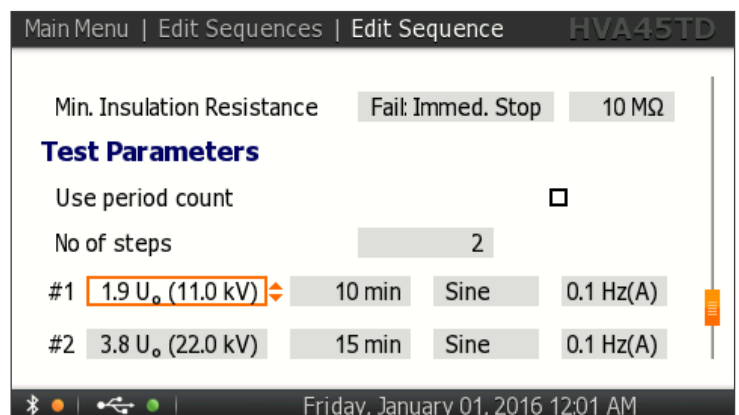 Main Menu | Edit Sequences | Edit Sequence HVA45TD
Min. Insulation Resistance Fail: Immed. Stop 10 MΩ
Test Parameters
Use period count
No of steps 2
#1 1.9 U₀ (11.0 kV) 10 min Sine 0.1 Hz(A)
#2 3.8 U₀ (22.0 kV) 15 min Sine 0.1 Hz(A)
Friday, January 01, 2016 12:01 AM